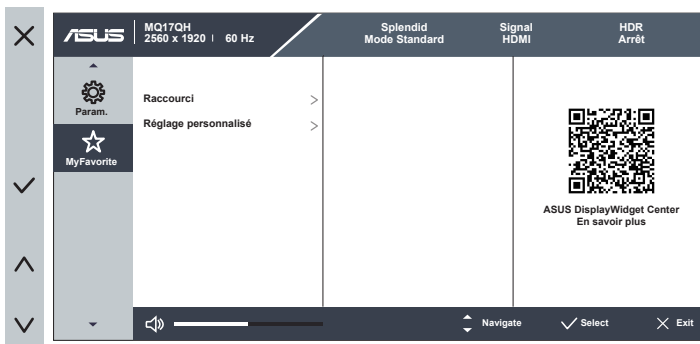 ASUS
MQ17QH
2560 x 1920 60 Hz
Splendid
Mode Standard
Signal
HDMI
HDR
Arrêt
Param.
MyFavorite
Raccourci >
Réglage personnalisé >
ASUS DisplayWidget Center
En savoir plus
Navigate
Select
Exit